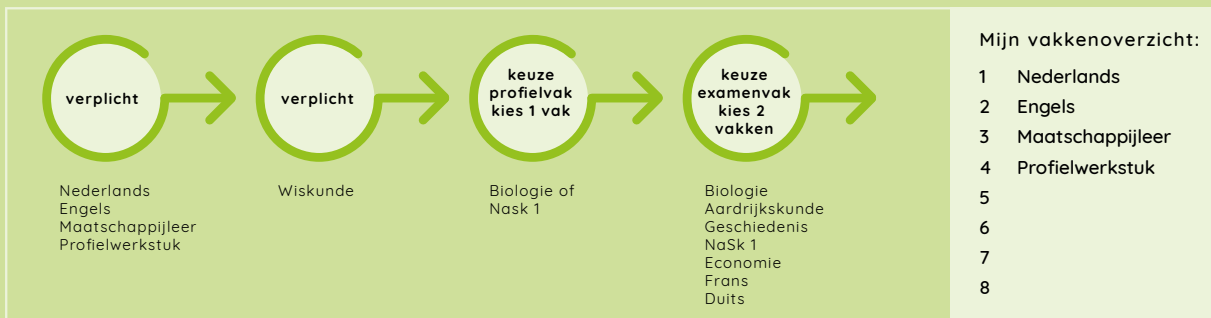 verplicht
Nederlands
Engels
Maatschappijleer
Profielwerkstuk
verplicht
Wiskunde
keuze
profielvak
kies 1 vak
Biologie of
Nask 1
keuze
examenvak
kies 2
vakken
Biologie
Aardrijkskunde
Geschiedenis
NaSk 1
Economie
Frans
Duits
Mijn vakkenoverzicht:
1 Nederlands
2 Engels
3 Maatschappijleer
4 Profielwerkstuk
5
6
7
8